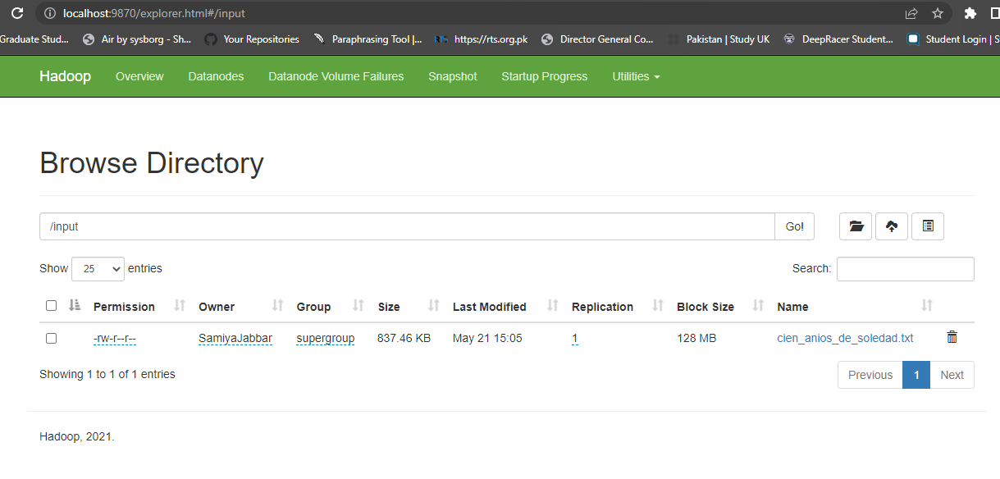 localhost:9870/explorer.html#/input
Graduate Stud... Air by sysborg - Sh... Your Repositories Paraphrasing Tool |... RS https://rts.org.pk Director General Co... Pakistan | Study UK DeepRacer Student... Student Login | S
Hadoop Overview Datanodes Datanode Volume Failures Snapshot Startup Progress Utilities
Browse Directory
/input Go!
Show 25 entries Search:
Permission Owner Group Size Last Modified Replication Block Size Name
-rw-r--r-- SamiyaJabbar supergroup 837.46 KB May 21 15:05 1 128 MB cien_anios_de_soledad.txt
Showing 1 to 1 of 1 entries Previous 1 Next
Hadoop, 2021.